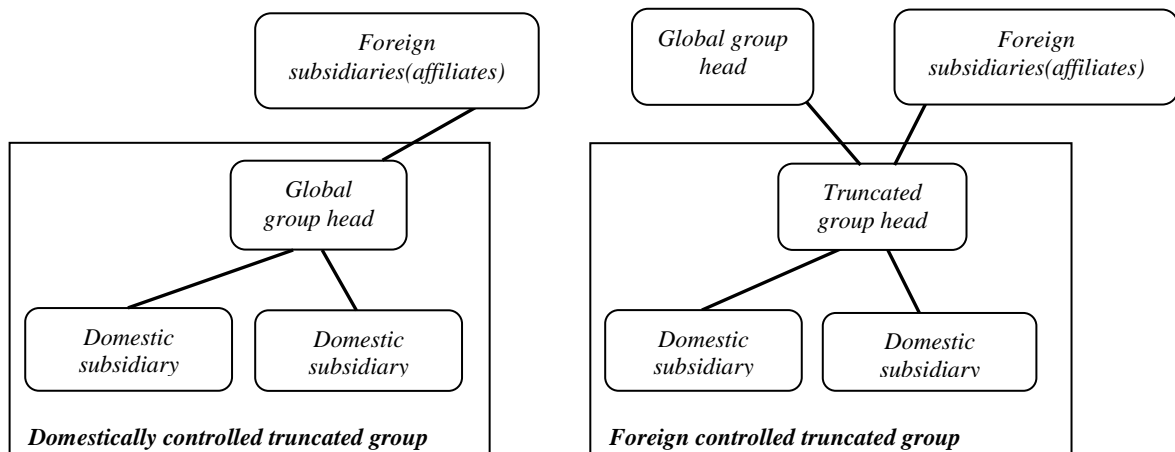 Foreign
subsidiaries(affiliates)
Global
group head
Domestic
subsidiary
Domestic
subsidiary
Domestically controlled truncated group
Global group
head
Foreign
subsidiaries(affiliates)
Truncated
group head
Domestic
subsidiary
Domestic
subsidiary
Foreign controlled truncated group